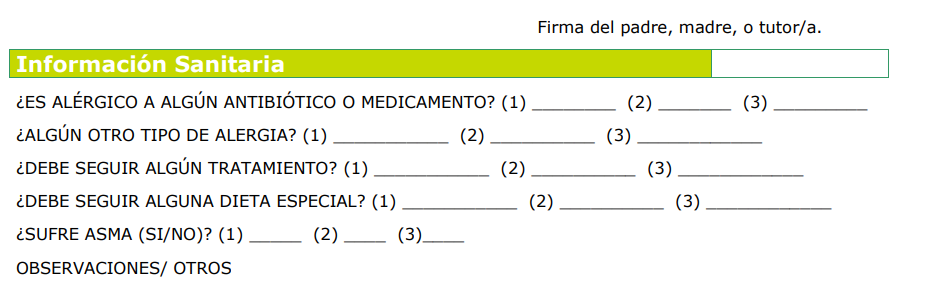 Firma del padre, madre, o tutor/a.
Información Sanitaria
¿ES ALÉRGICO A ALGÚN ANTIBIÓTICO O MEDICAMENTO? (1) ________ (2) _______ (3) _________
¿ALGÚN OTRO TIPO DE ALERGIA? (1) ___________ (2) __________ (3) ____________
¿DEBE SEGUIR ALGÚN TRATAMIENTO? (1) ___________ (2) __________ (3) ____________
¿DEBE SEGUIR ALGUNA DIETA ESPECIAL? (1) ___________ (2) __________ (3) ____________
¿SUFRE ASMA (SI/NO)? (1) _____ (2) ____ (3)____
OBSERVACIONES/ OTROS